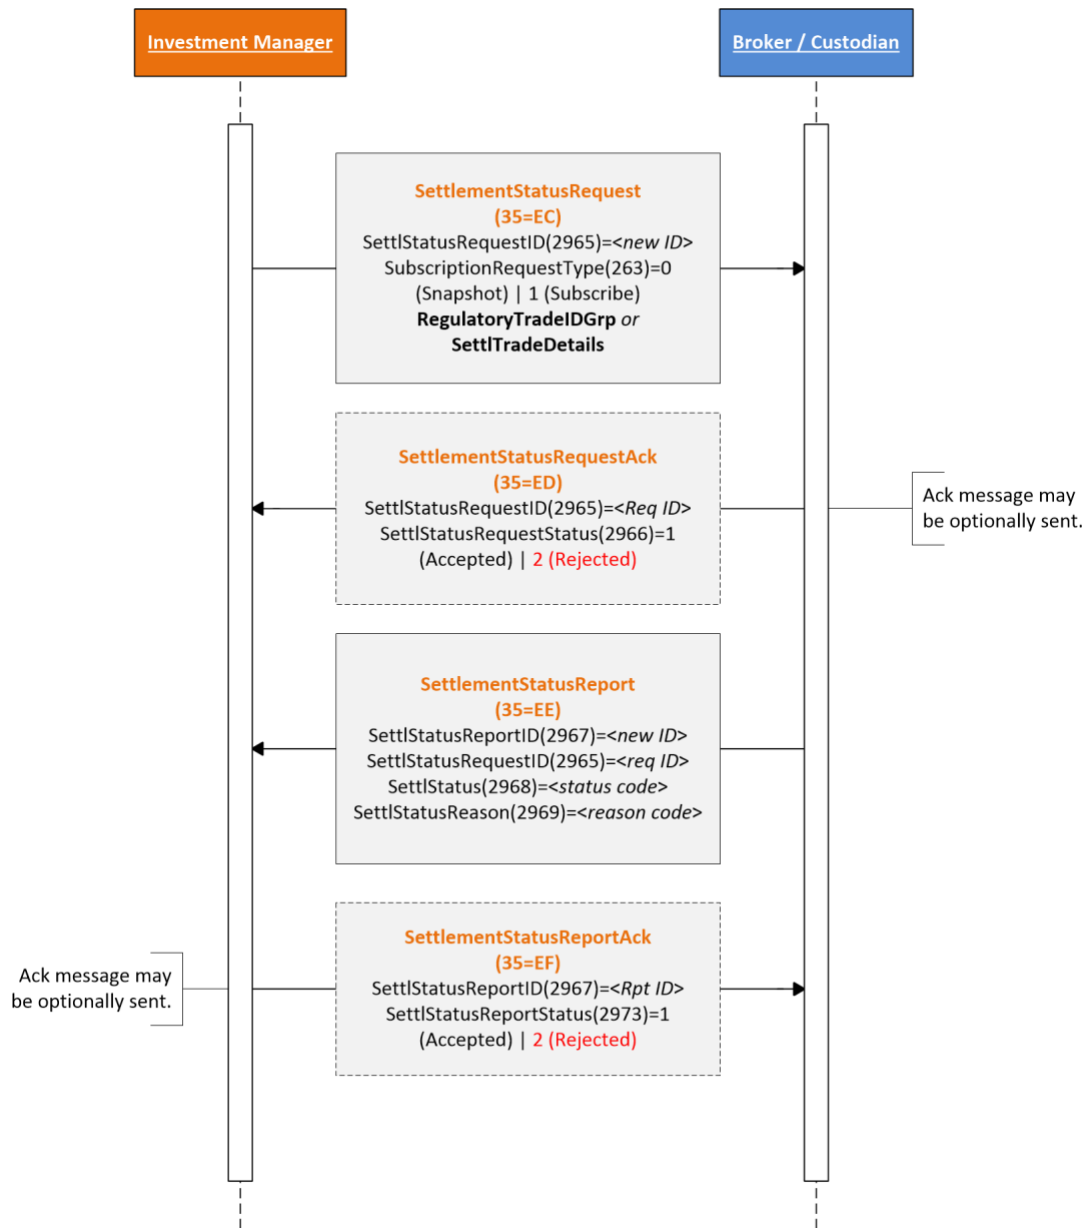 Investment Manager
Broker / Custodian
SettlementStatusRequest
(35=EC)
SettlStatusRequestID(2965)=<new ID>
SubscriptionRequestType(263)=0
(Snapshot) | 1 (Subscribe)
RegulatoryTradeIDGrp or
SettlTradeDetails
SettlementStatusRequestAck
(35=ED)
SettlStatusRequestID(2965)=<Req ID>
SettlStatusRequestStatus(2966)=1
(Accepted) | 2 (Rejected)
Ack message may
be optionally sent.
SettlementStatusReport
(35=EE)
SettlStatusReportID(2967)=<new ID>
SettlStatusRequestID(2965)=<req ID>
SettlStatus(2968)=<status code>
SettlStatusReason(2969)=<reason code>
Ack message may
be optionally sent.
SettlementStatusReportAck
(35=EF)
SettlStatusReportID(2967)=<Rpt ID>
SettlStatusReportStatus(2973)=1
(Accepted) | 2 (Rejected)